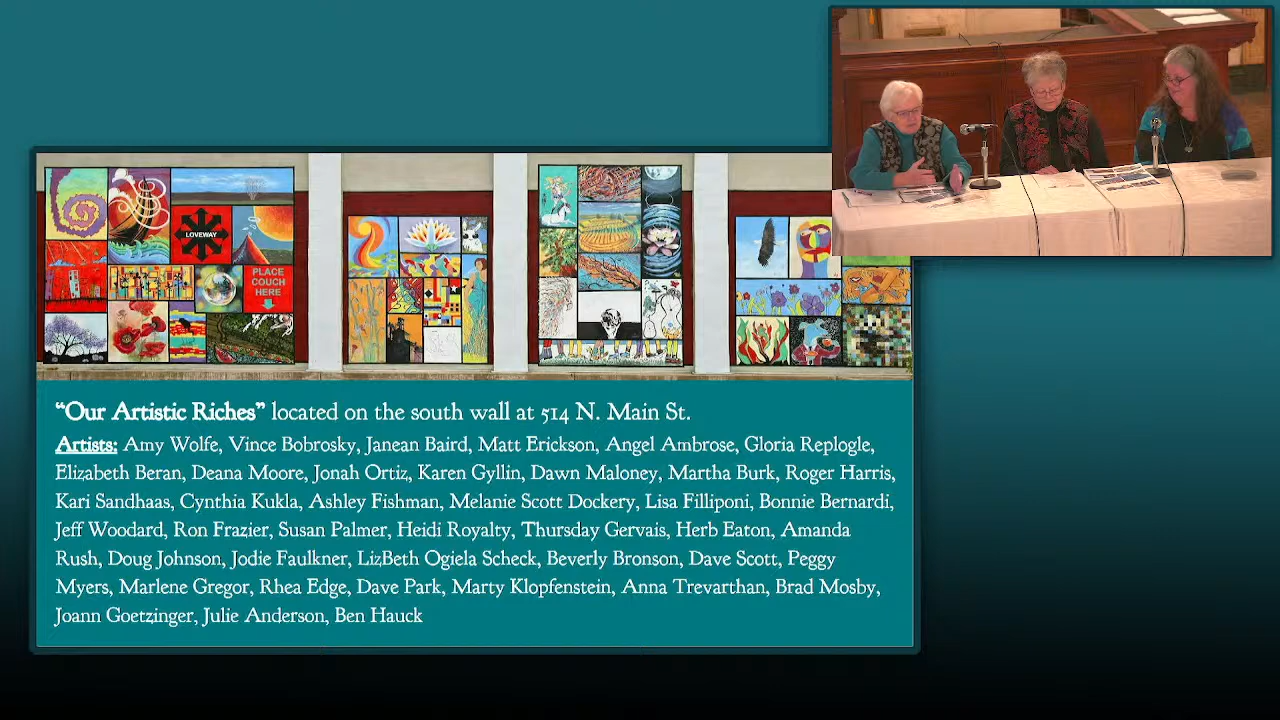 LOVEWAY
PLACE
COUCH
HERE
“Our Artistic Riches” located on the south wall at 514 N. Main St.
Artists: Amy Wolfe, Vince Bobrosky, Janean Baird, Matt Erickson, Angel Ambrose, Gloria Replogle,
Elizabeth Beran, Deana Moore, Jonah Ortiz, Karen Gyllin, Dawn Maloney, Martha Burk, Roger Harris,
Kari Sandhaas, Cynthia Kukla, Ashley Fishman, Melanie Scott Dockery, Lisa Filliponi, Bonnie Bernardi,
Jeff Woodard, Ron Frazier, Susan Palmer, Heidi Royalty, Thursday Gervais, Herb Eaton, Amanda
Rush, Doug Johnson, Jodie Faulkner, LizBeth Ogiela Scheck, Beverly Bronson, Dave Scott, Peggy
Myers, Marlene Gregor, Rhea Edge, Dave Park, Marty Klopfenstein, Anna Trevarthan, Brad Mosby,
Joann Goetzinger, Julie Anderson, Ben Hauck